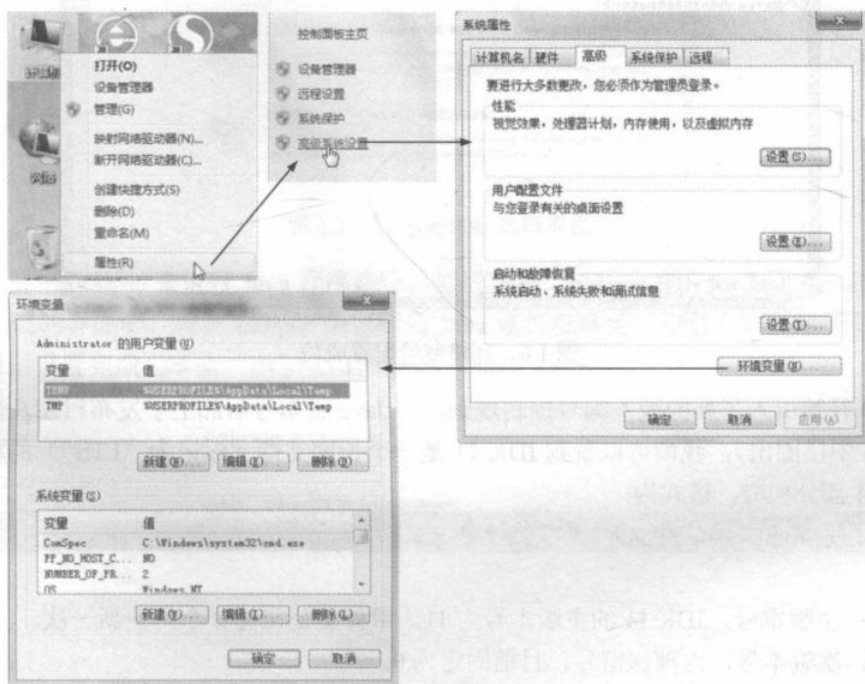 打开(O)
设备管理器
管理(G)
映射网络驱动器(N)...
断开网络驱动器(C)...
创建快捷方式(S)
删除(D)
重命名(M)
属性(R)
控制面板主页
设备管理器
远程设置
系统保护
高级系统设置
系统属性
计算机名 硬件 高级 系统保护 远程
要进行大多数更改，您必须作为管理员登录。
性能
视觉效果，处理器计划，内存使用，以及虚拟内存
设置(S)...
用户配置文件
与您登录有关的桌面设置
设置(E)...
启动和故障恢复
系统启动、系统失败和调试信息
设置(T)...
环境变量(N)...
确定 取消 应用(A)
环境变量
Administrator 的用户变量(U)
变量 值
TEMP %USERPROFILE%\AppData\Local\Temp
TMP %USERPROFILE%\AppData\Local\Temp
新建(N)... 编辑(E)... 删除(D)
系统变量(S)
变量 值
ComSpec C:\Windows\system32\cmd.exe
FP_NO_HOST_C... NO
NUMBER_OF_PR... 2
OS Windows_NT
新建(W)... 编辑(I)... 删除(L)
确定 取消